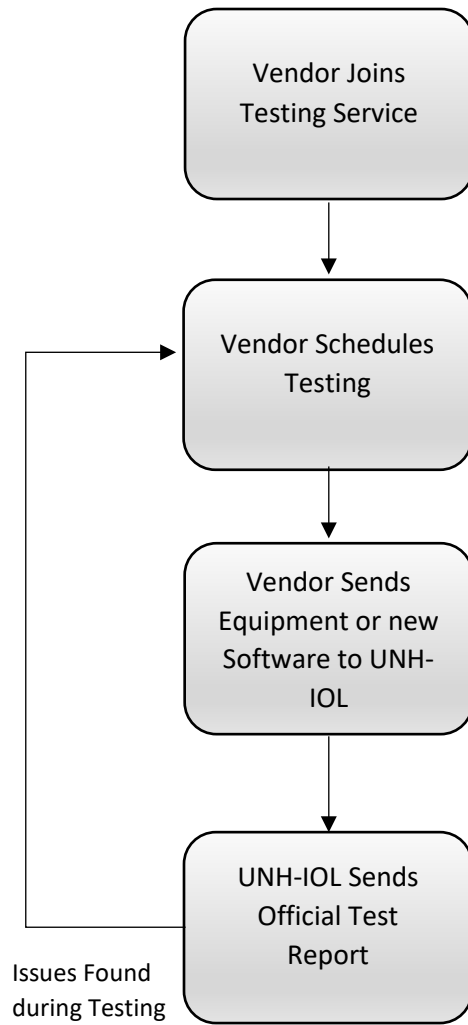 Vendor Joins
Testing Service
Vendor Schedules
Testing
Vendor Sends
Equipment or new
Software to UNH-
IOL
UNH-IOL Sends
Official Test
Report
Issues Found
during Testing